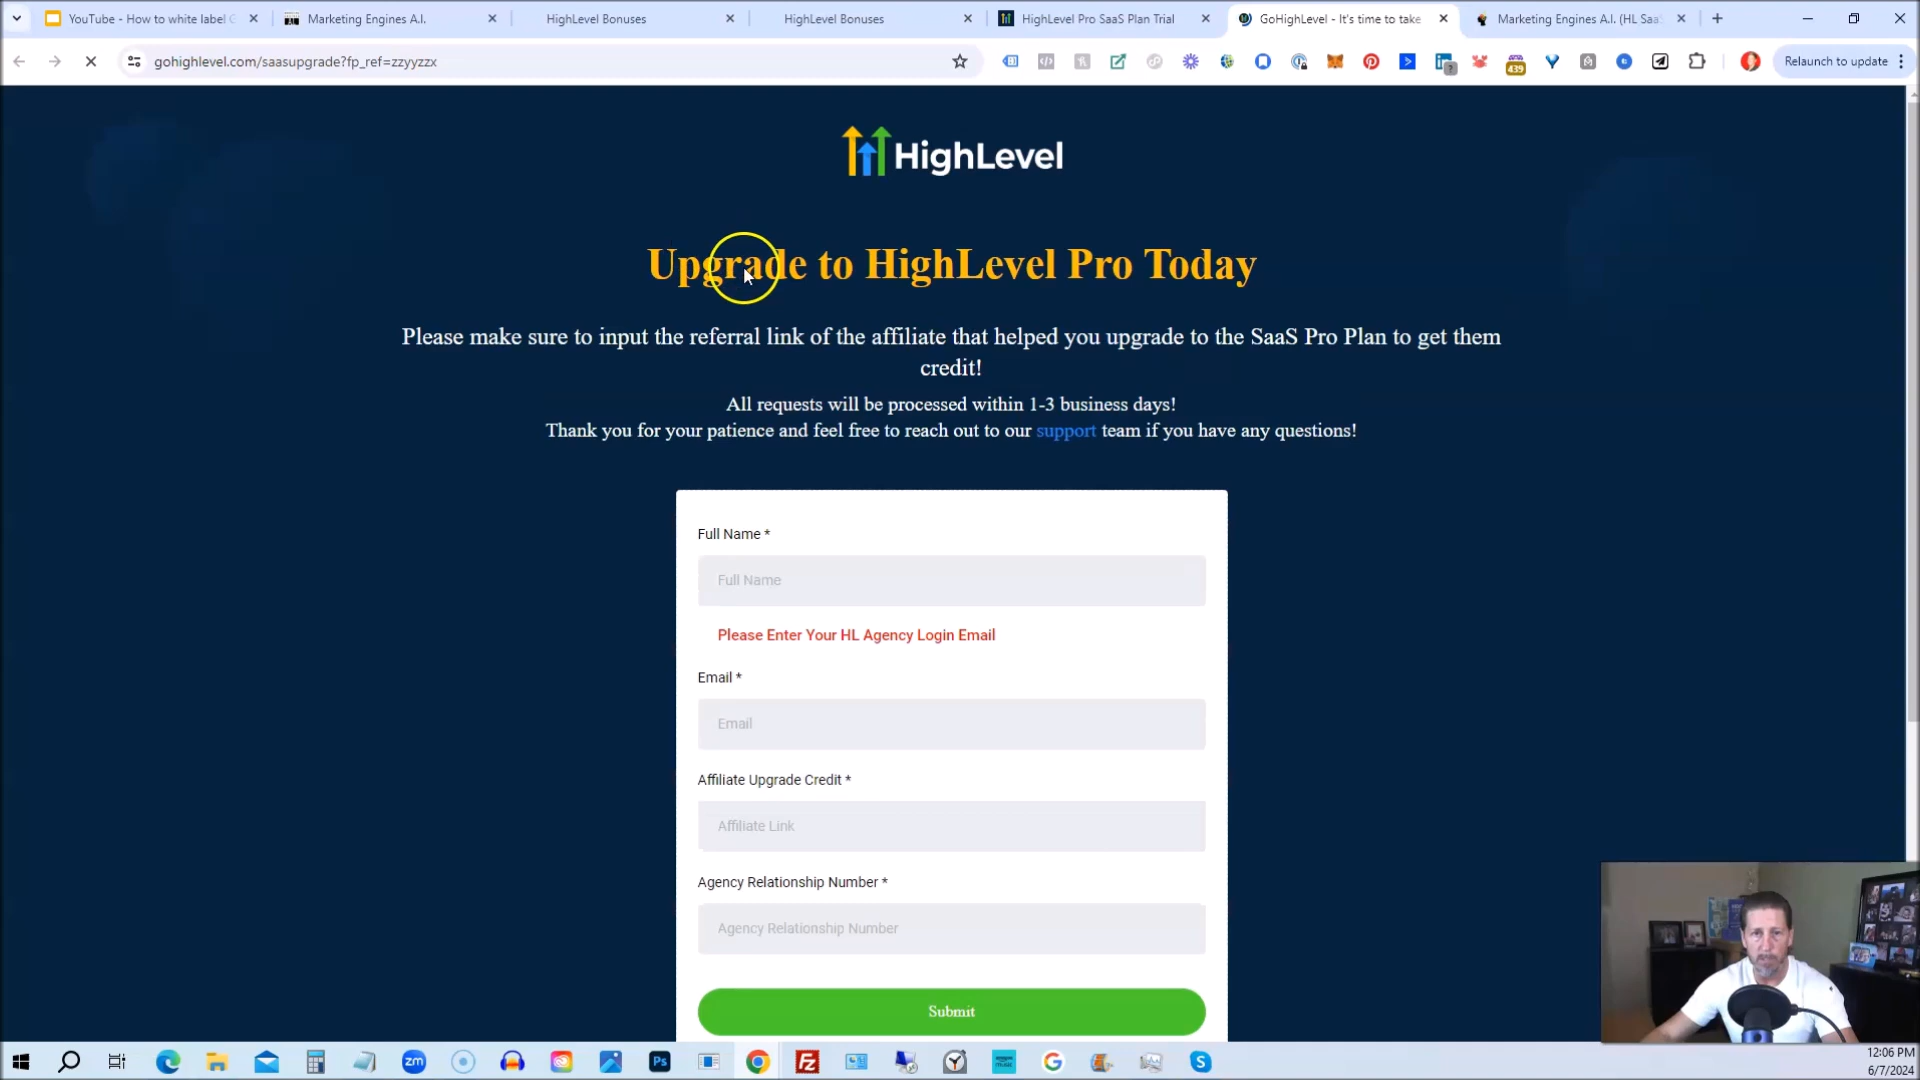 YouTube - How to white label G
Marketing Engines A.I.
HighLevel Bonuses
HighLevel Bonuses
HighLevel Pro SaaS Plan Trial
GoHighLevel - It's time to take
Marketing Engines A.I. (HL Saa
gohighlevel.com/saasupgrade?fp_ref=zzyyzzx
439
Relaunch to update
HighLevel
Upgrade to HighLevel Pro Today
Please make sure to input the referral link of the affiliate that helped you upgrade to the SaaS Pro Plan to get them
credit!
All requests will be processed within 1-3 business days!
Thank you for your patience and feel free to reach out to our support team if you have any questions!
Full Name *
Full Name
Please Enter Your HL Agency Login Email
Email *
Email
Affiliate Upgrade Credit *
Affiliate Link
Agency Relationship Number *
Agency Relationship Number
Submit
zm
Ps
Fz
12:06 PM
6/7/2024